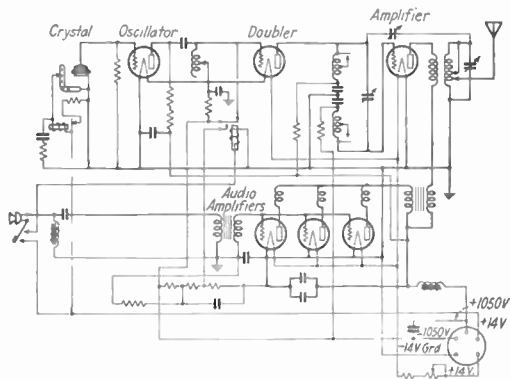 Crystal
Oscillator
Doubler
Amplifier
Audio
Amplifiers
+1050V
+14V
-1050V
-14V Grd
+14V.